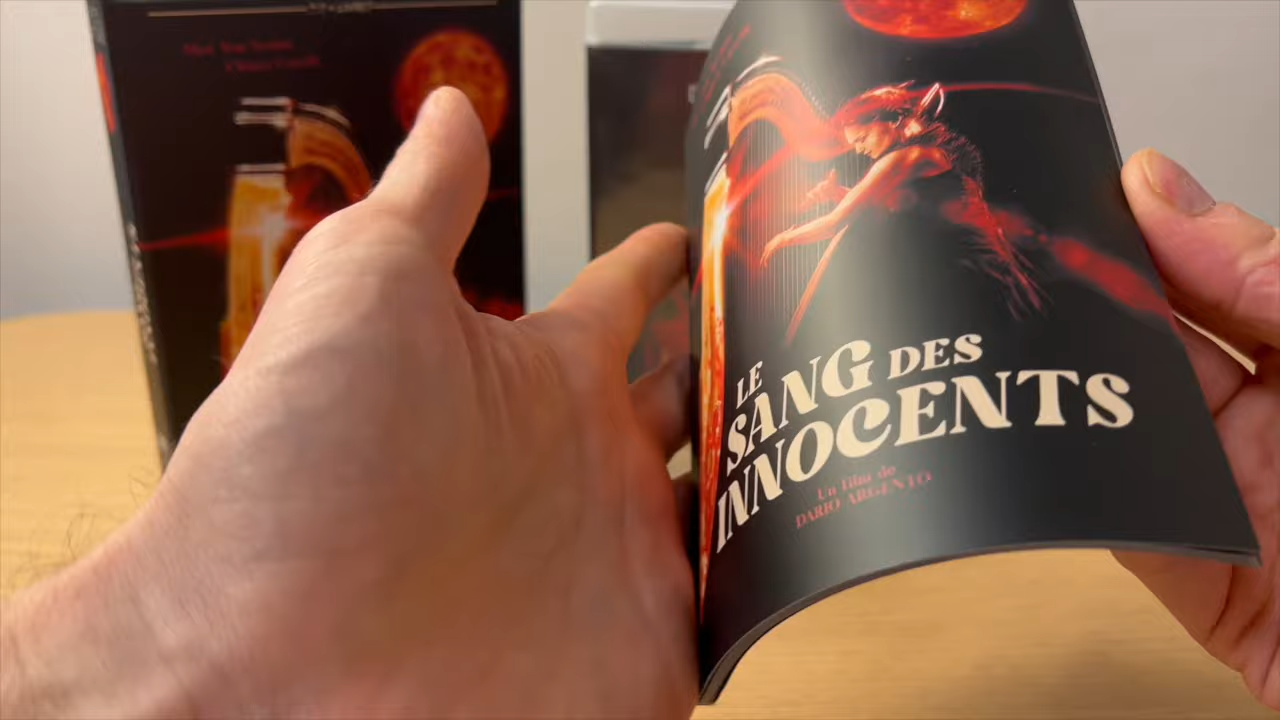 LE
SANG DES
INNOCENTS
Un film de
DARIO ARGENTO